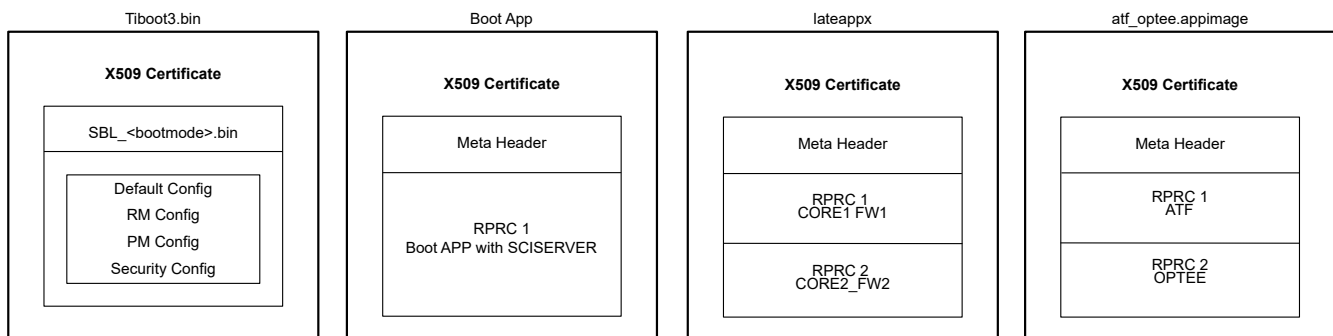 Tiboot3.bin
X509 Certificate
SBL_<bootmode>.bin
Default Config
RM Config
PM Config
Security Config
Boot App
X509 Certificate
Meta Header
RPRC 1
Boot APP with SCISERVER
lateappx
X509 Certificate
Meta Header
RPRC 1
CORE1 FW1
RPRC 2
CORE2_FW2
atf_optee.appimage
X509 Certificate
Meta Header
RPRC 1
ATF
RPRC 2
OPTEE